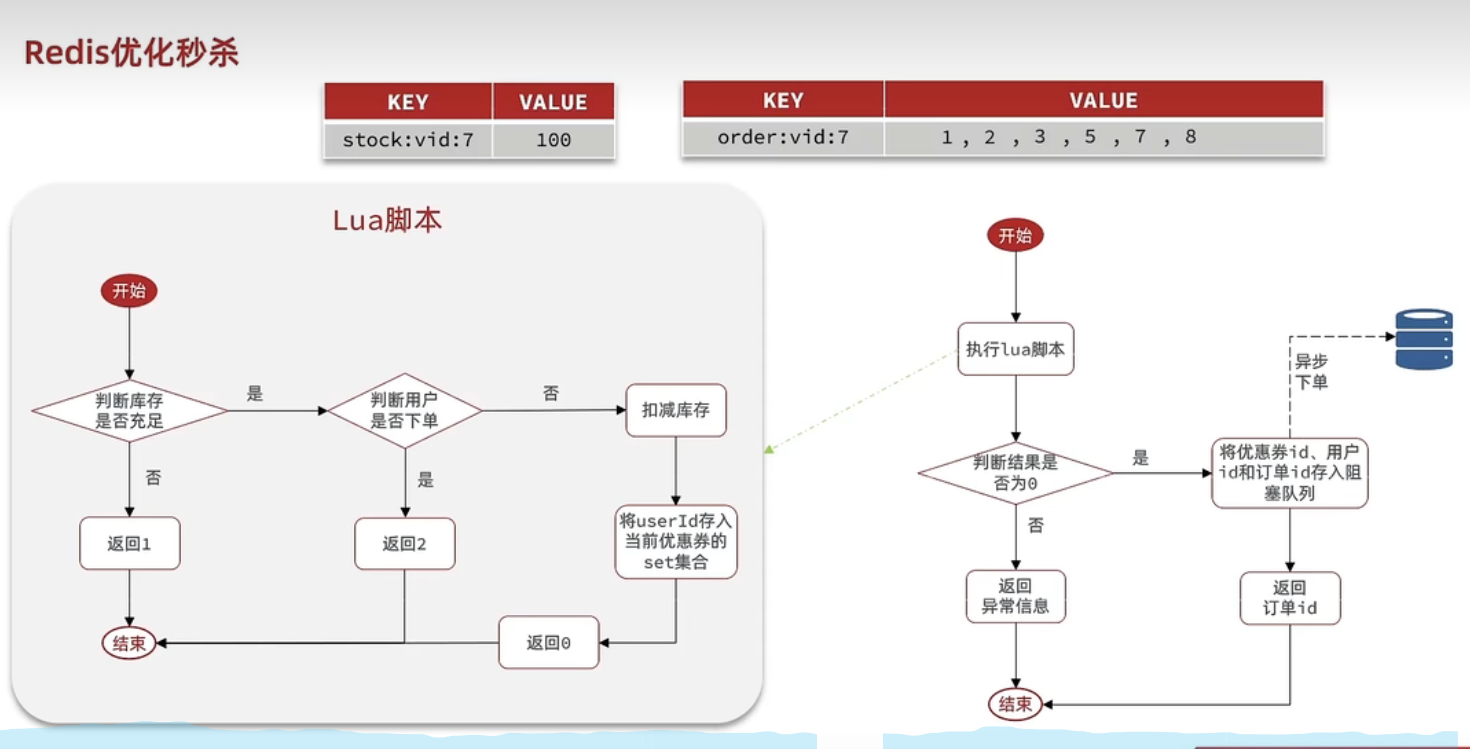 Redis优化秒杀
KEY VALUE
stock:vid:7 100
KEY VALUE
order:vid:7 1 , 2 , 3 , 5 , 7 , 8
Lua脚本
开始
判断库存
是否充足
是
判断用户
是否下单
否
扣减库存
否
是
返回1
返回2
将userId存入
当前优惠券的
set集合
结束
返回0
开始
执行lua脚本
异步
下单
判断结果是
否为0
是
将优惠券id、用户
id和订单id存入阻
塞队列
否
返回
异常信息
返回
订单id
结束